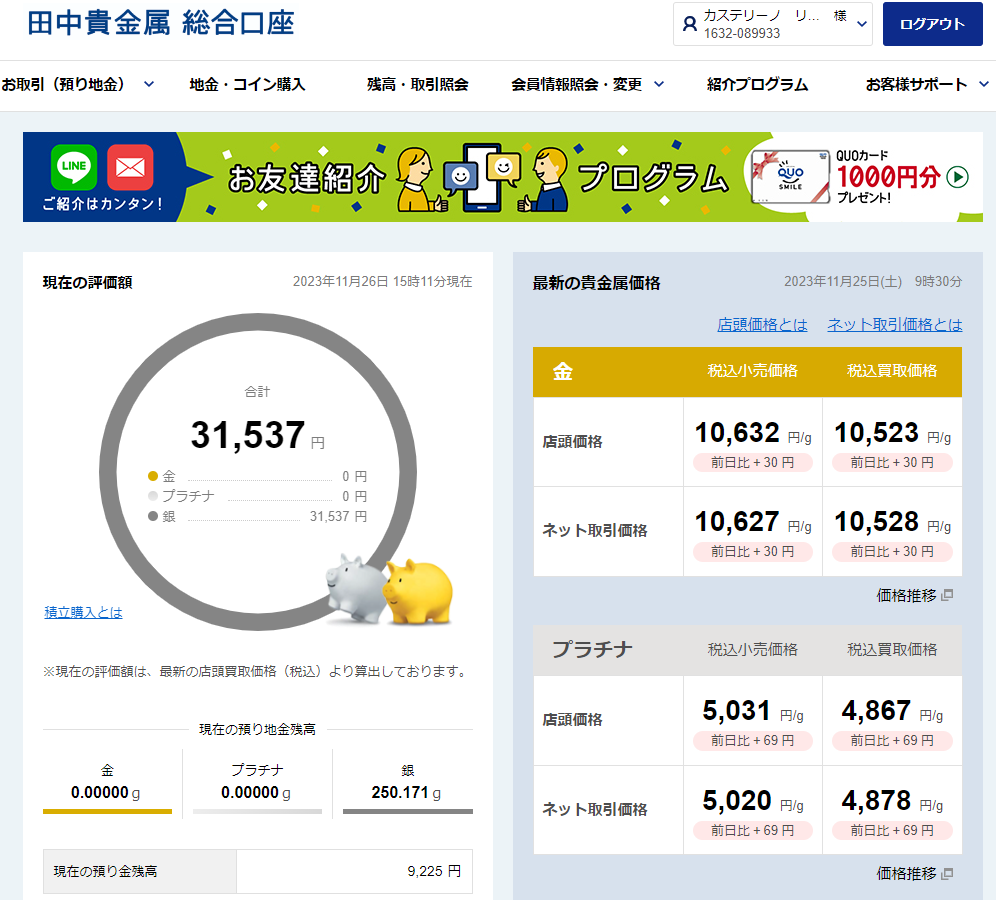 田中貴金属 総合口座
カステリーノ リ... 様
1632-089933
ログアウト
お取引（預り地金）
地金・コイン購入
残高・取引照会
会員情報照会・変更
紹介プログラム
お客様サポート
LINE
ご紹介はカンタン！
お友達紹介
プログラム
QUO
SMILE
QUOカード
1000円分
プレゼント!
現在の評価額
2023年11月26日 15時11分現在
合計
31,537 円
金 0 円
プラチナ 0 円
銀 31,537 円
積立購入とは
※現在の評価額は、最新の店頭買取価格（税込）より算出しております。
現在の預り地金残高
金 プラチナ 銀
0.00000 g 0.00000 g 250.171 g
現在の預り金残高 9,225 円
最新の貴金属価格
2023年11月25日(土) 9時30分
店頭価格とは ネット取引価格とは
金 税込小売価格 税込買取価格
店頭価格 10,632 円/g 10,523 円/g
前日比 + 30 円 前日比 + 30 円
ネット取引価格 10,627 円/g 10,528 円/g
前日比 + 30 円 前日比 + 30 円
価格推移
プラチナ 税込小売価格 税込買取価格
店頭価格 5,031 円/g 4,867 円/g
前日比 + 69 円 前日比 + 69 円
ネット取引価格 5,020 円/g 4,878 円/g
前日比 + 69 円 前日比 + 69 円
価格推移